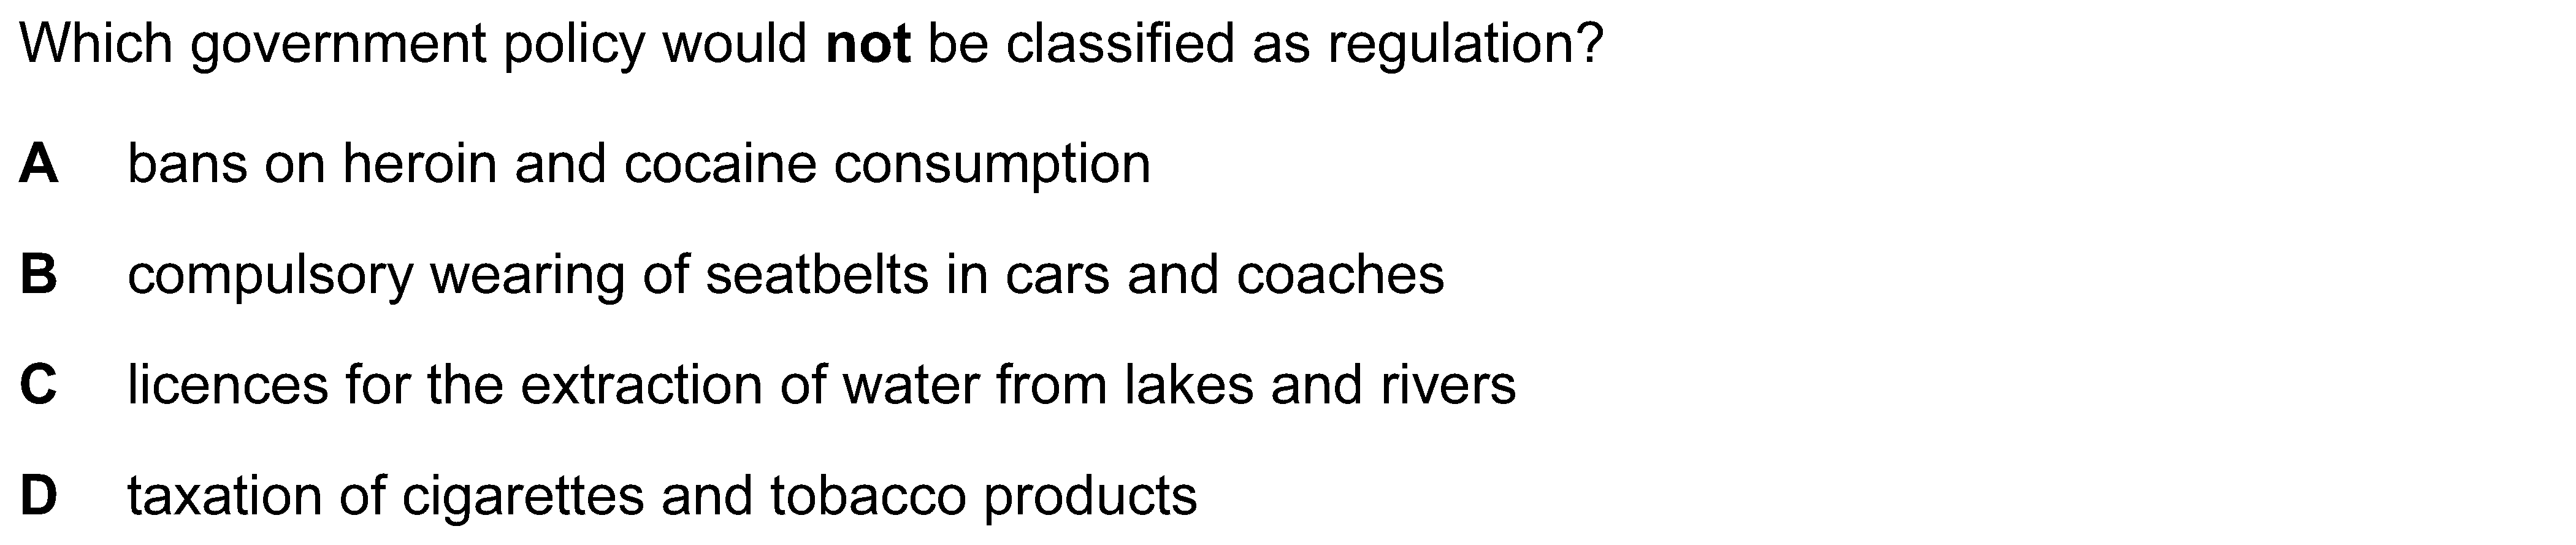 Which government policy would not be classified as regulation?
A bans on heroin and cocaine consumption
B compulsory wearing of seatbelts in cars and coaches
C licences for the extraction of water from lakes and rivers
D taxation of cigarettes and tobacco products